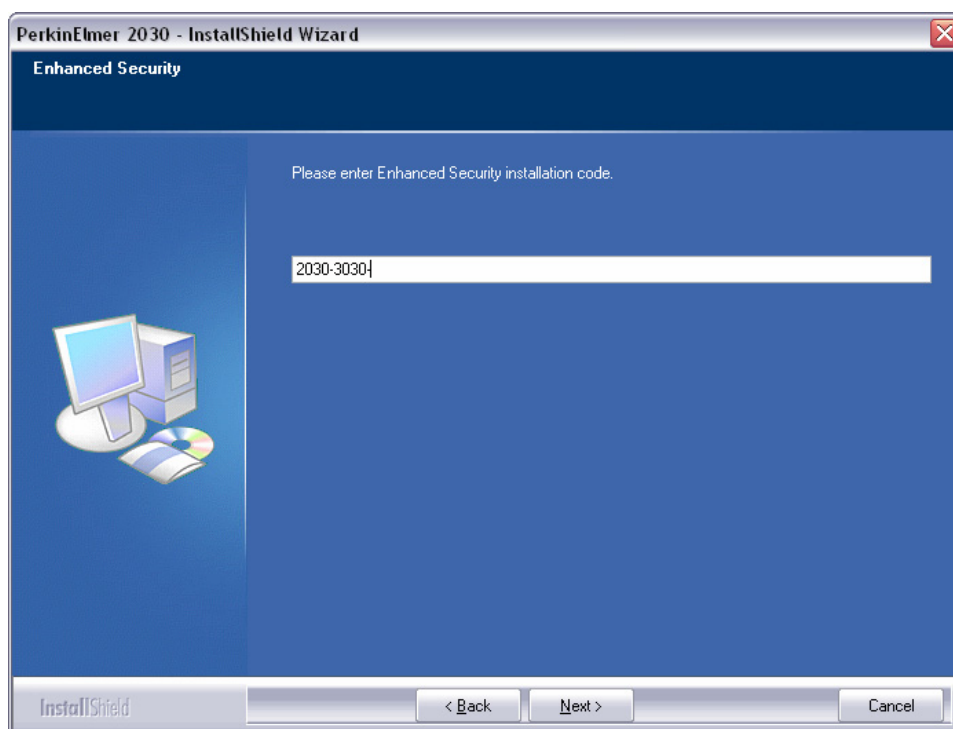 PerkinElmer 2030 - InstallShield Wizard
Enhanced Security
Please enter Enhanced Security installation code.
2030-3030-
InstallShield
< Back
Next >
Cancel